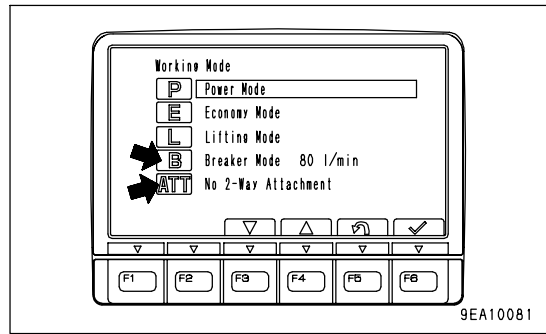 Working Mode
P Power Mode
E Economy Mode
L Lifting Mode
B Breaker Mode 80 l/min
ATT No 2-Way Attachment
F1 F2 F3 F4 F5 F6
9EA10081